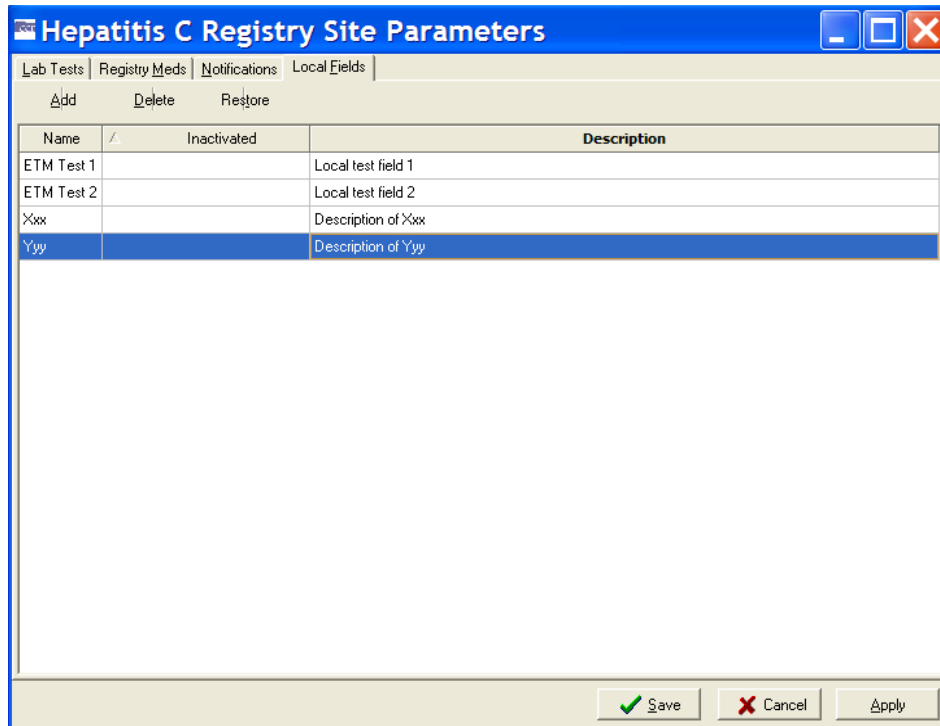 Hepatitis C Registry Site Parameters
Lab Tests Registry Meds Notifications Local Fields
Add Delete Restore
Name Inactivated Description
ETM Test 1 Local test field 1
ETM Test 2 Local test field 2
Xxx Description of Xxx
Yyy Description of Yyy
Save Cancel Apply